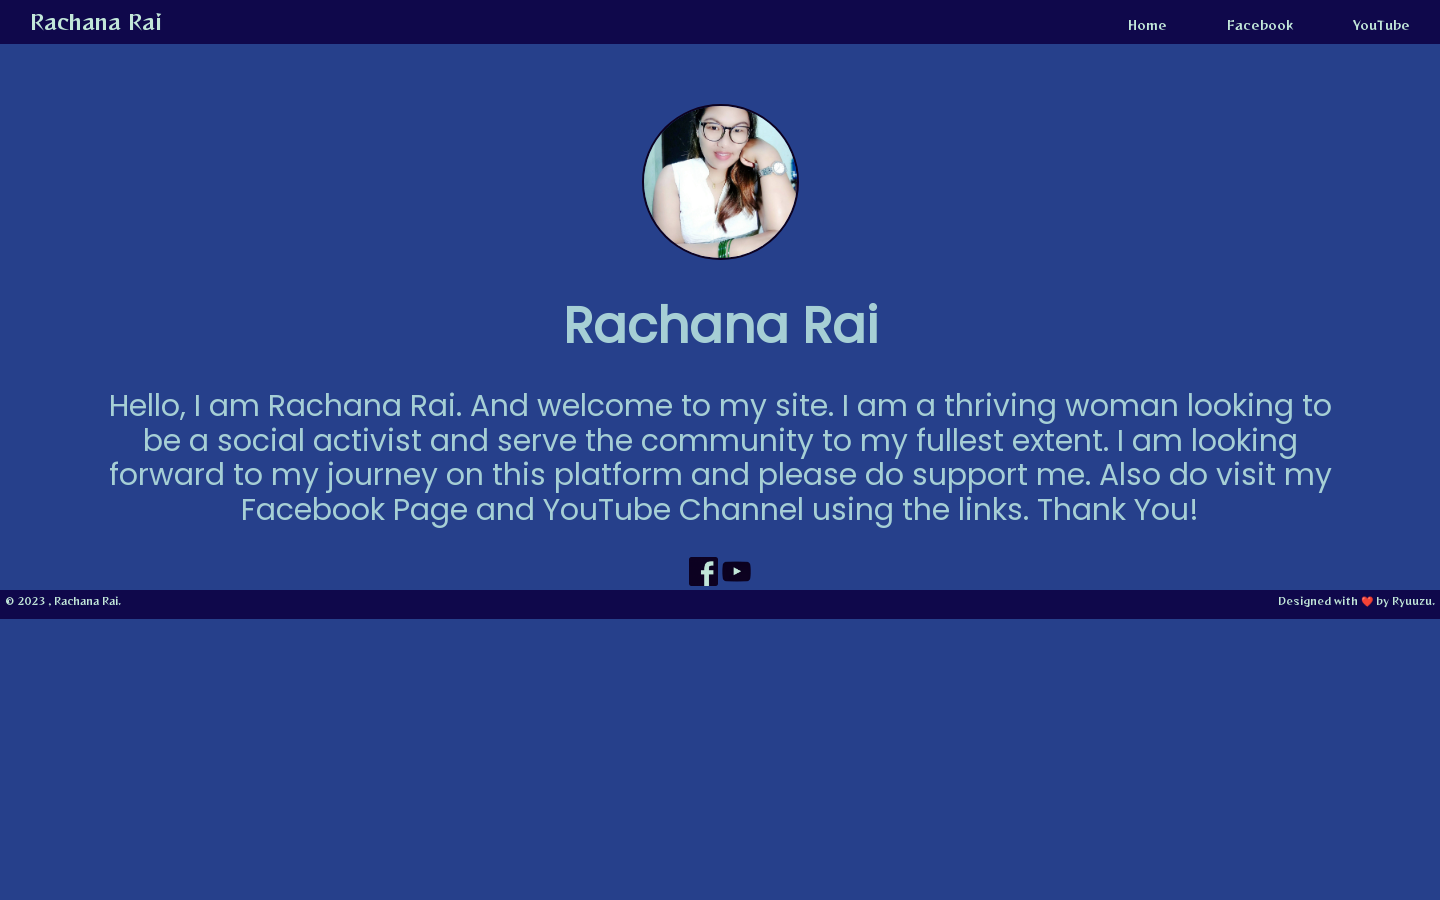 Rachana Rai
Home
Facebook
YouTube
Rachana Rai
Hello, I am Rachana Rai. And welcome to my site. I am a thriving woman looking to
be a social activist and serve the community to my fullest extent. I am looking
forward to my journey on this platform and please do support me. Also do visit my
Facebook Page and YouTube Channel using the links. Thank You!
© 2023 , Rachana Rai.
Designed with ❤️ by Ryuuzu.